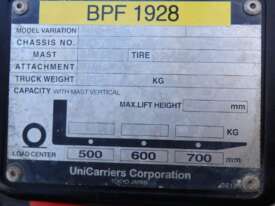 BPF 1928
MODEL VARIATION
CHASSIS NO.
MAST TIRE
ATTACHMENT
TRUCK WEIGHT KG
CAPACITY WITH MAST VERTICAL
MAX.LIFT HEIGHT mm
KG
LOAD CENTER 500 600 700 mm
UniCarriers Corporation
TOKYO JAPAN